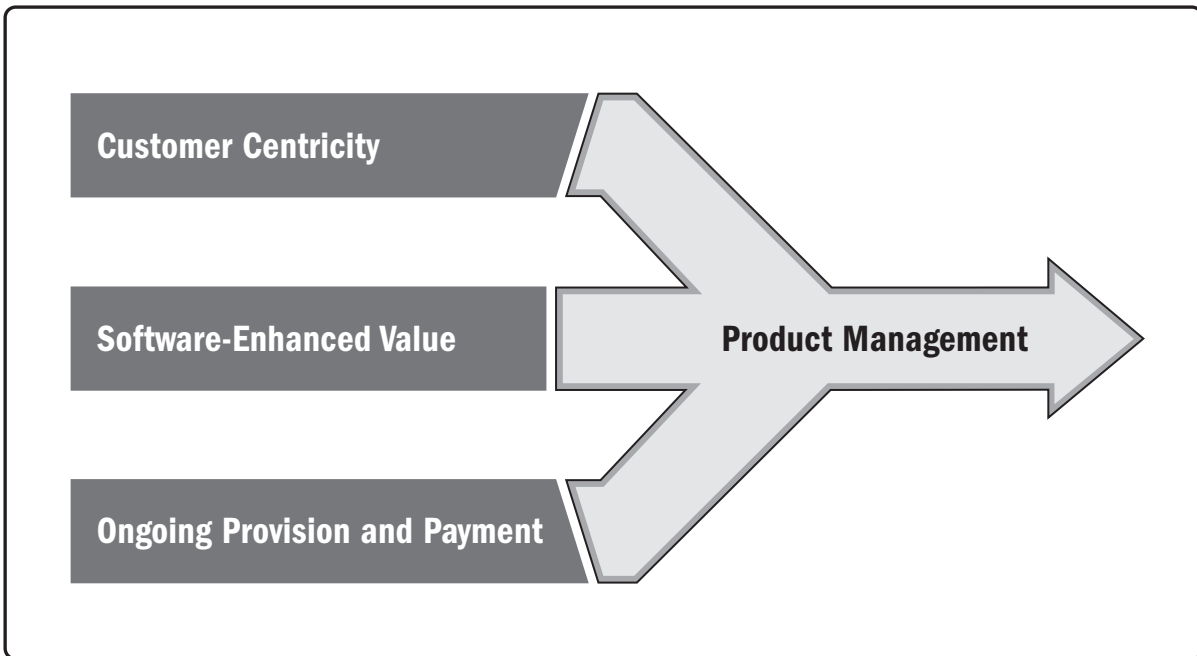 Customer Centricity
Software-Enhanced Value
Product Management
Ongoing Provision and Payment